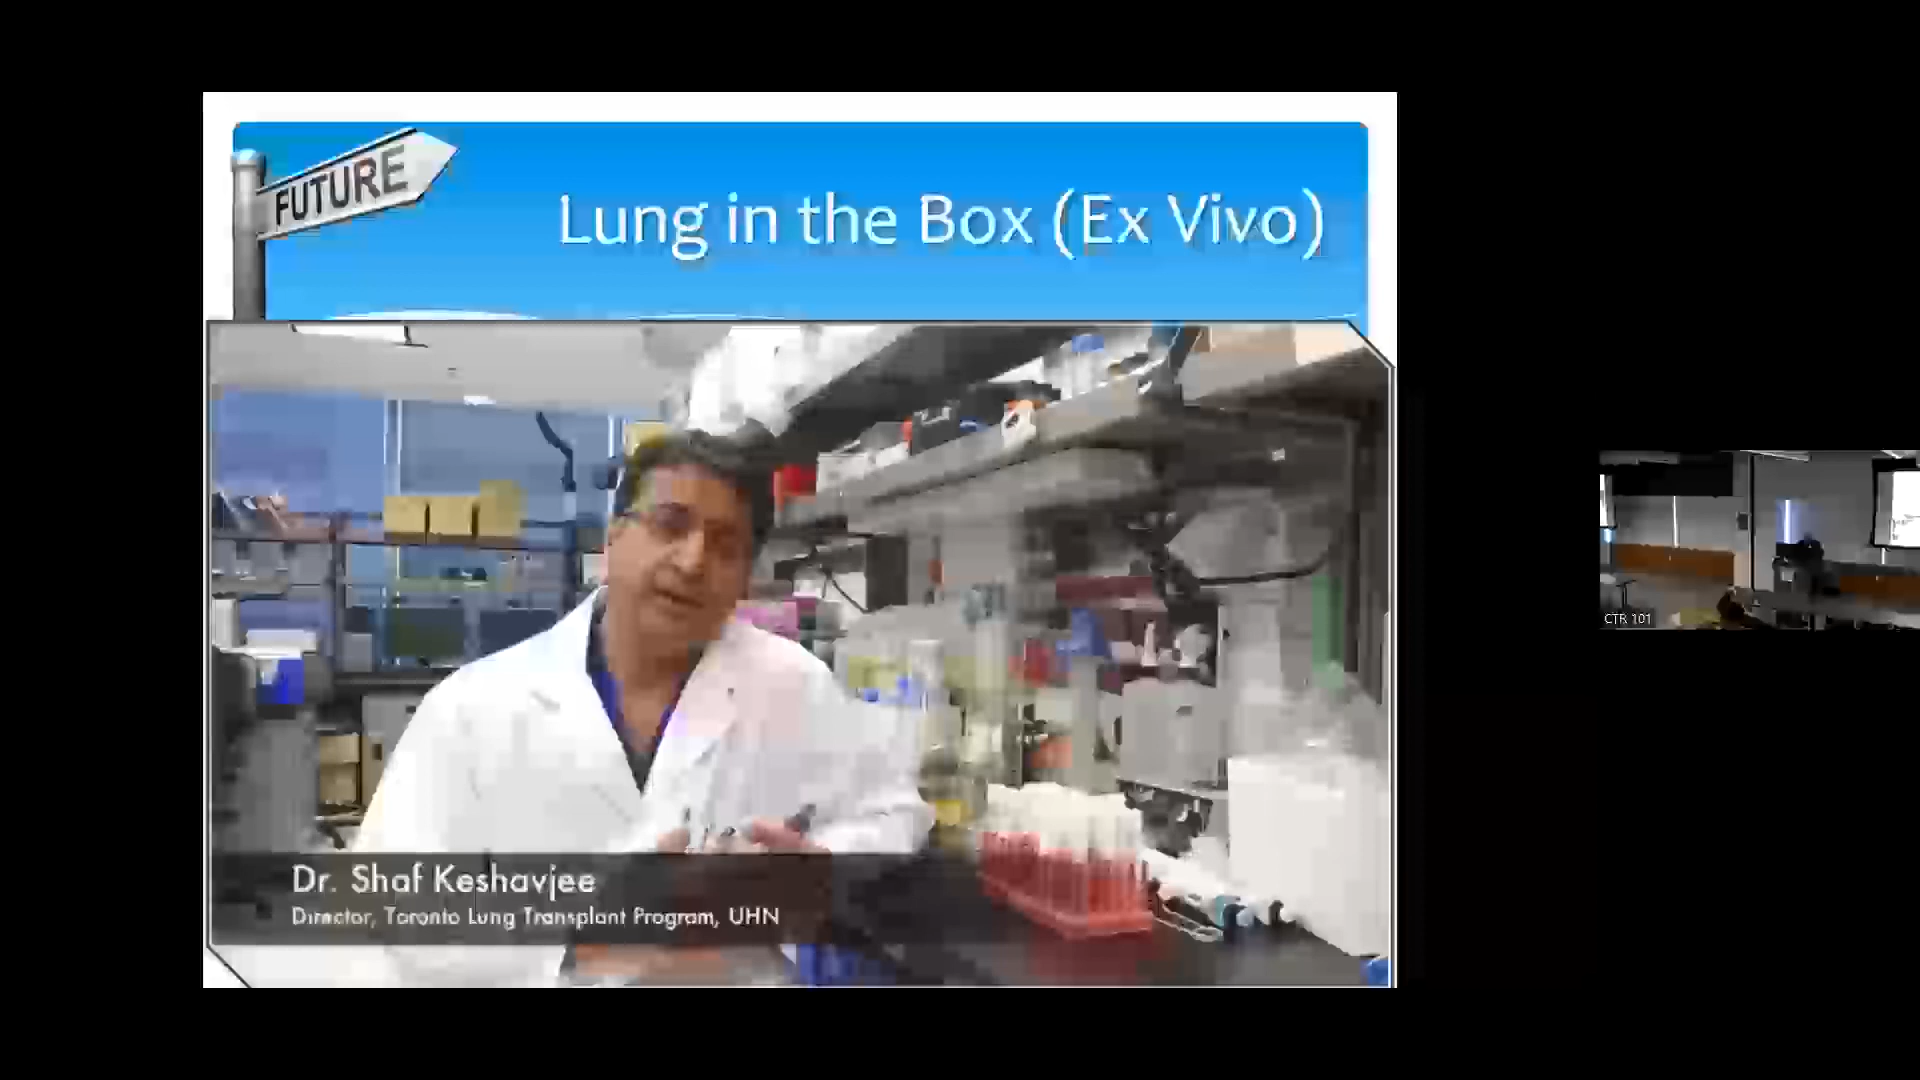 FUTURE
Lung in the Box (Ex Vivo)
Dr. Shaf Keshavjee
Director, Toronto Lung Transplant Program, UHN
CTR 101